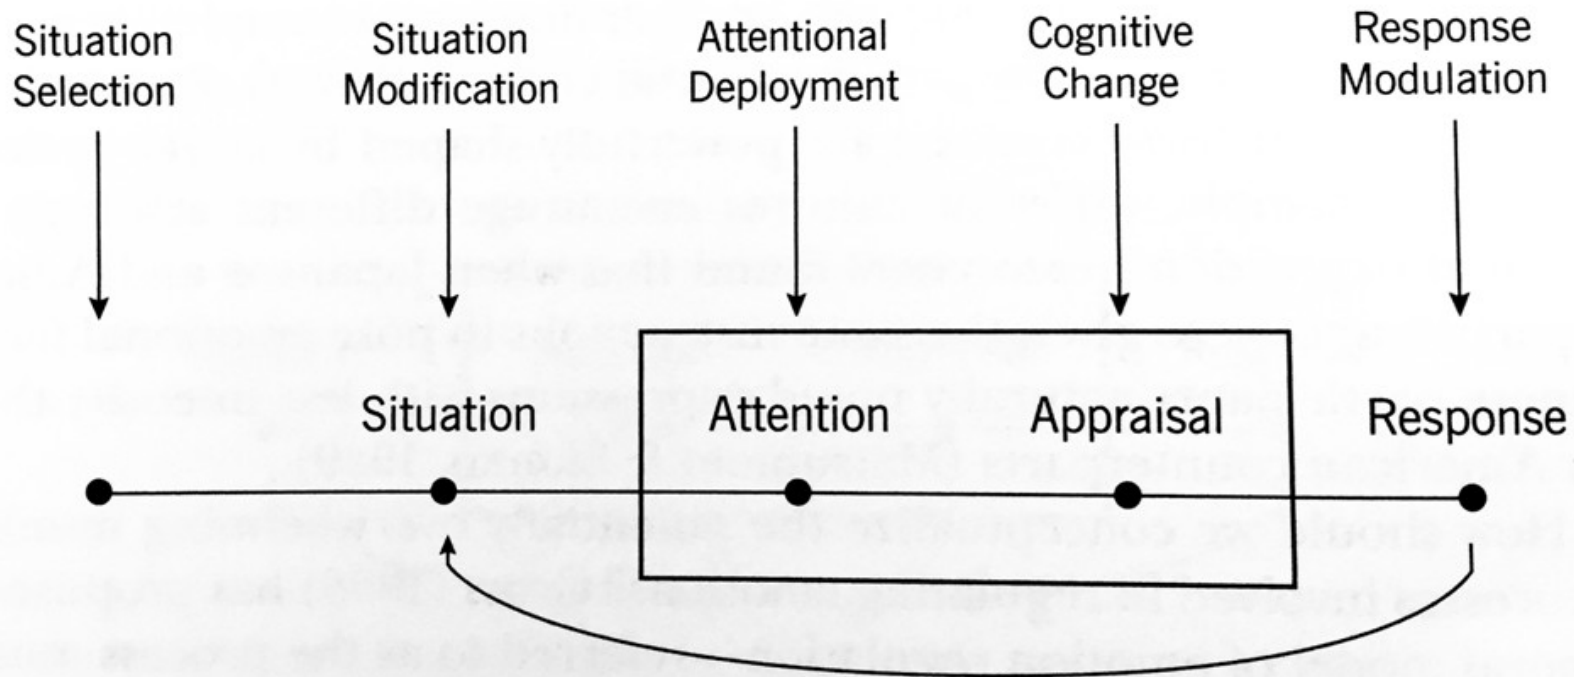 Situation Selection
Situation Modification
Attentional Deployment
Cognitive Change
Response Modulation
Situation
Attention
Appraisal
Response